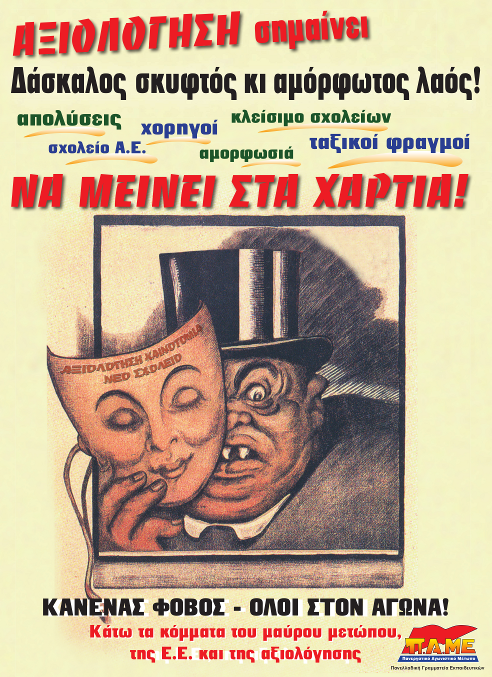 ΑΞΙΟΛΟΓΗΣΗ σημαίνει
Δάσκαλος σκυφτός κι αμόρφωτος λαός!
απολύσεις χορηγοί κλείσιμο σχολείων
σχολείο Α.Ε. αμορφωσιά ταξικοί φραγμοί
ΝΑ ΜΕΙΝΕΙ ΣΤΑ ΧΑΡΤΙΑ!
ΑΞΙΟΛΟΓΗΣΗ ΚΑΙΝΟΤΟΜΙΑ
ΝΕΟ ΣΧΟΛΕΙΟ
ΚΑΝΕΝΑΣ ΦΟΒΟΣ - ΟΛΟΙ ΣΤΟΝ ΑΓΩΝΑ!
Κάτω τα κόμματα του μαύρου μετώπου,
της Ε.Ε. και της αξιολόγησης
Π.ΑΜΕ
Πανεργατικό Αγωνιστικό Μέτωπο
Πανελλαδική Γραμματεία Εκπαιδευτικών